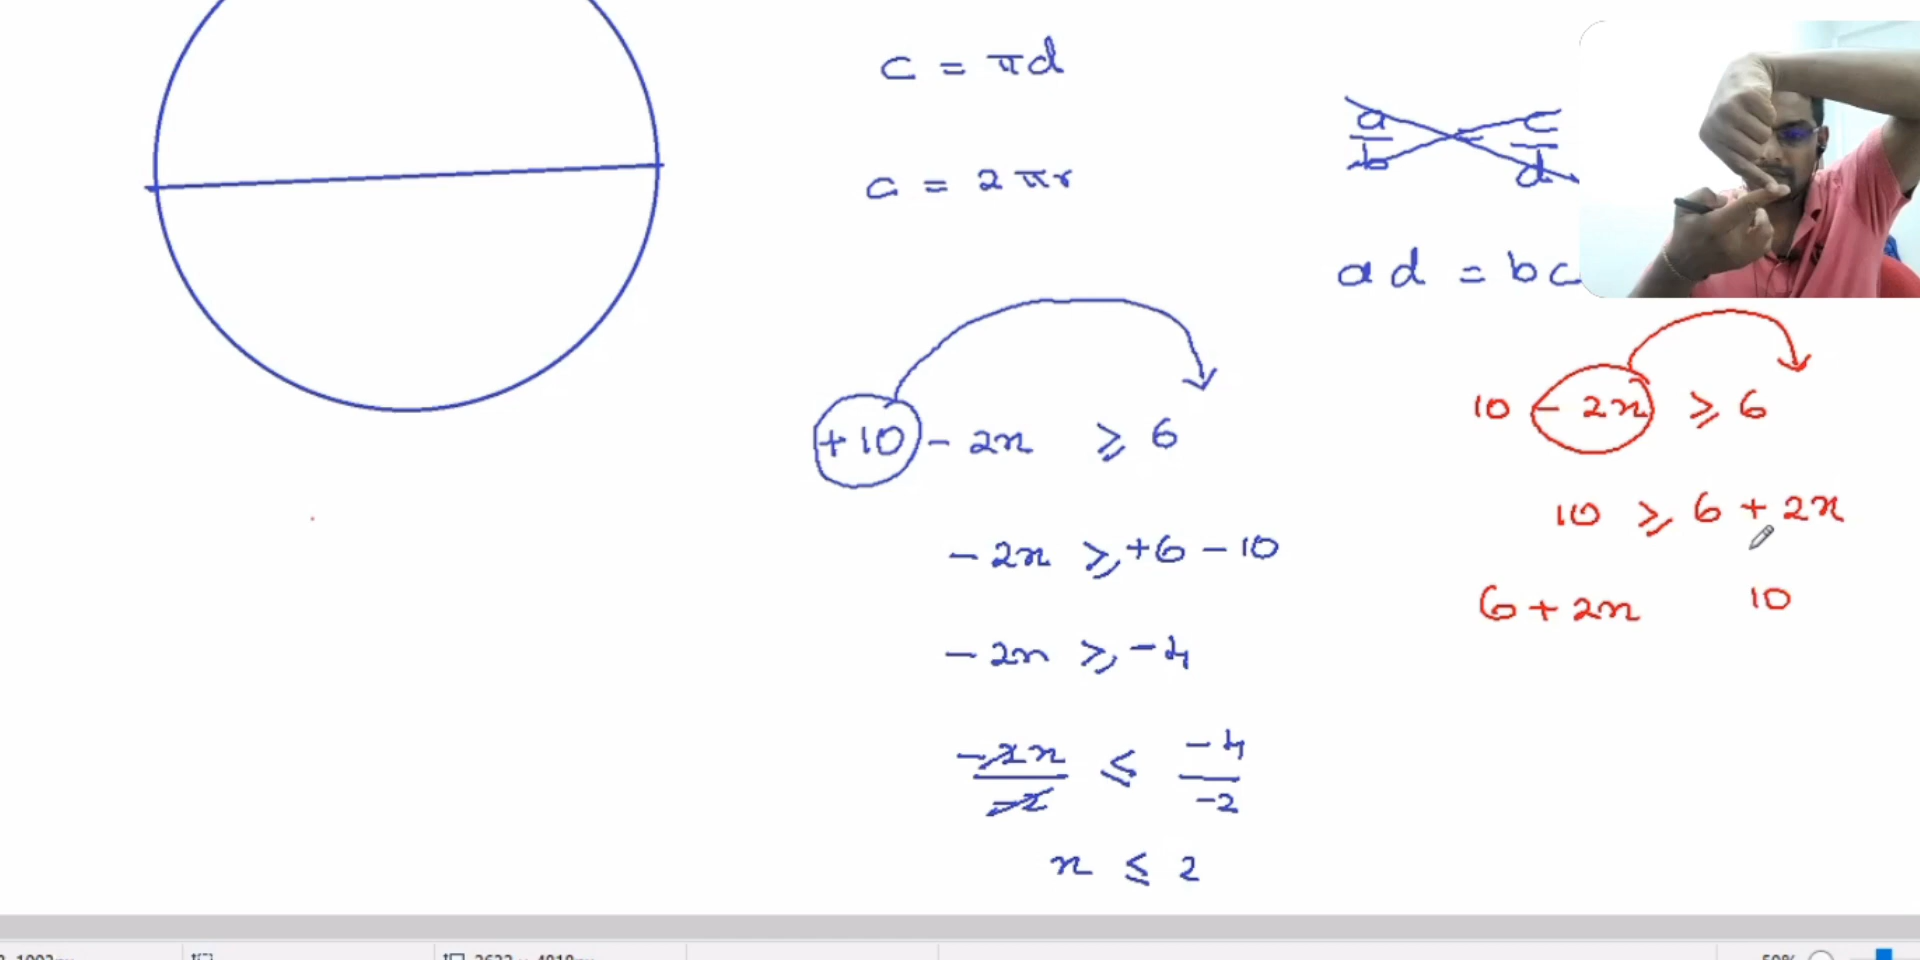 c = πd
c = 2πr
a/b = c/d
ad = bc
+10 - 2x ≥ 6
-2x ≥ +6 - 10
-2x ≥ -4
-2x/-2 ≤ -4/-2
x ≤ 2
10 - 2x ≥ 6
10 ≥ 6 + 2x
6 + 2x 10